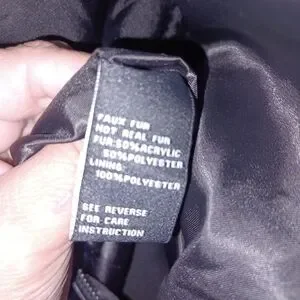 FAUX FUR
NOT REAL FUR
FUR:50%ACRYLIC
50%POLYESTER
LINING:
100%POLYESTER
SEE REVERSE
FOR CARE
INSTRUCTION